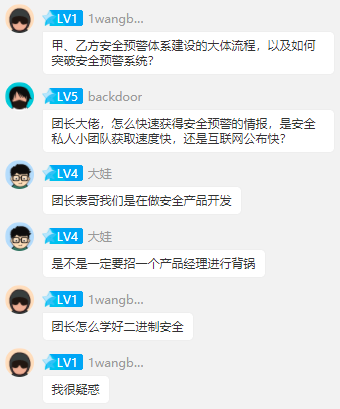 LV1 1wangb...
甲、乙方安全预警体系建设的大体流程，以及如何
突破安全预警系统？
LV5 backdoor
团长大佬，怎么快速获得安全预警的情报，是安全
私人小团队获取速度快，还是互联网公布快？
LV4 大娃
团长表哥我们是在做安全产品开发
LV4 大娃
是不是一定要招一个产品经理进行背锅
LV1 1wangb...
团长怎么学好二进制安全
LV1 1wangb...
我很疑惑